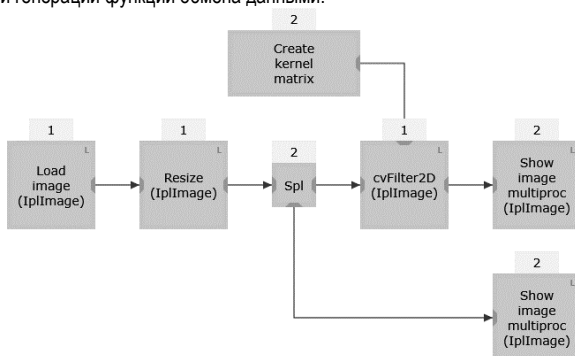 функции обмена данными.
2
Create
kernel
matrix
1
Load
image
(IplImage)
L
1
Resize
(IplImage)
L
2
Spl
1
cvFilter2D
(IplImage)
L
2
Show
image
multiproc
(IplImage)
L
2
Show
image
multiproc
(IplImage)
L